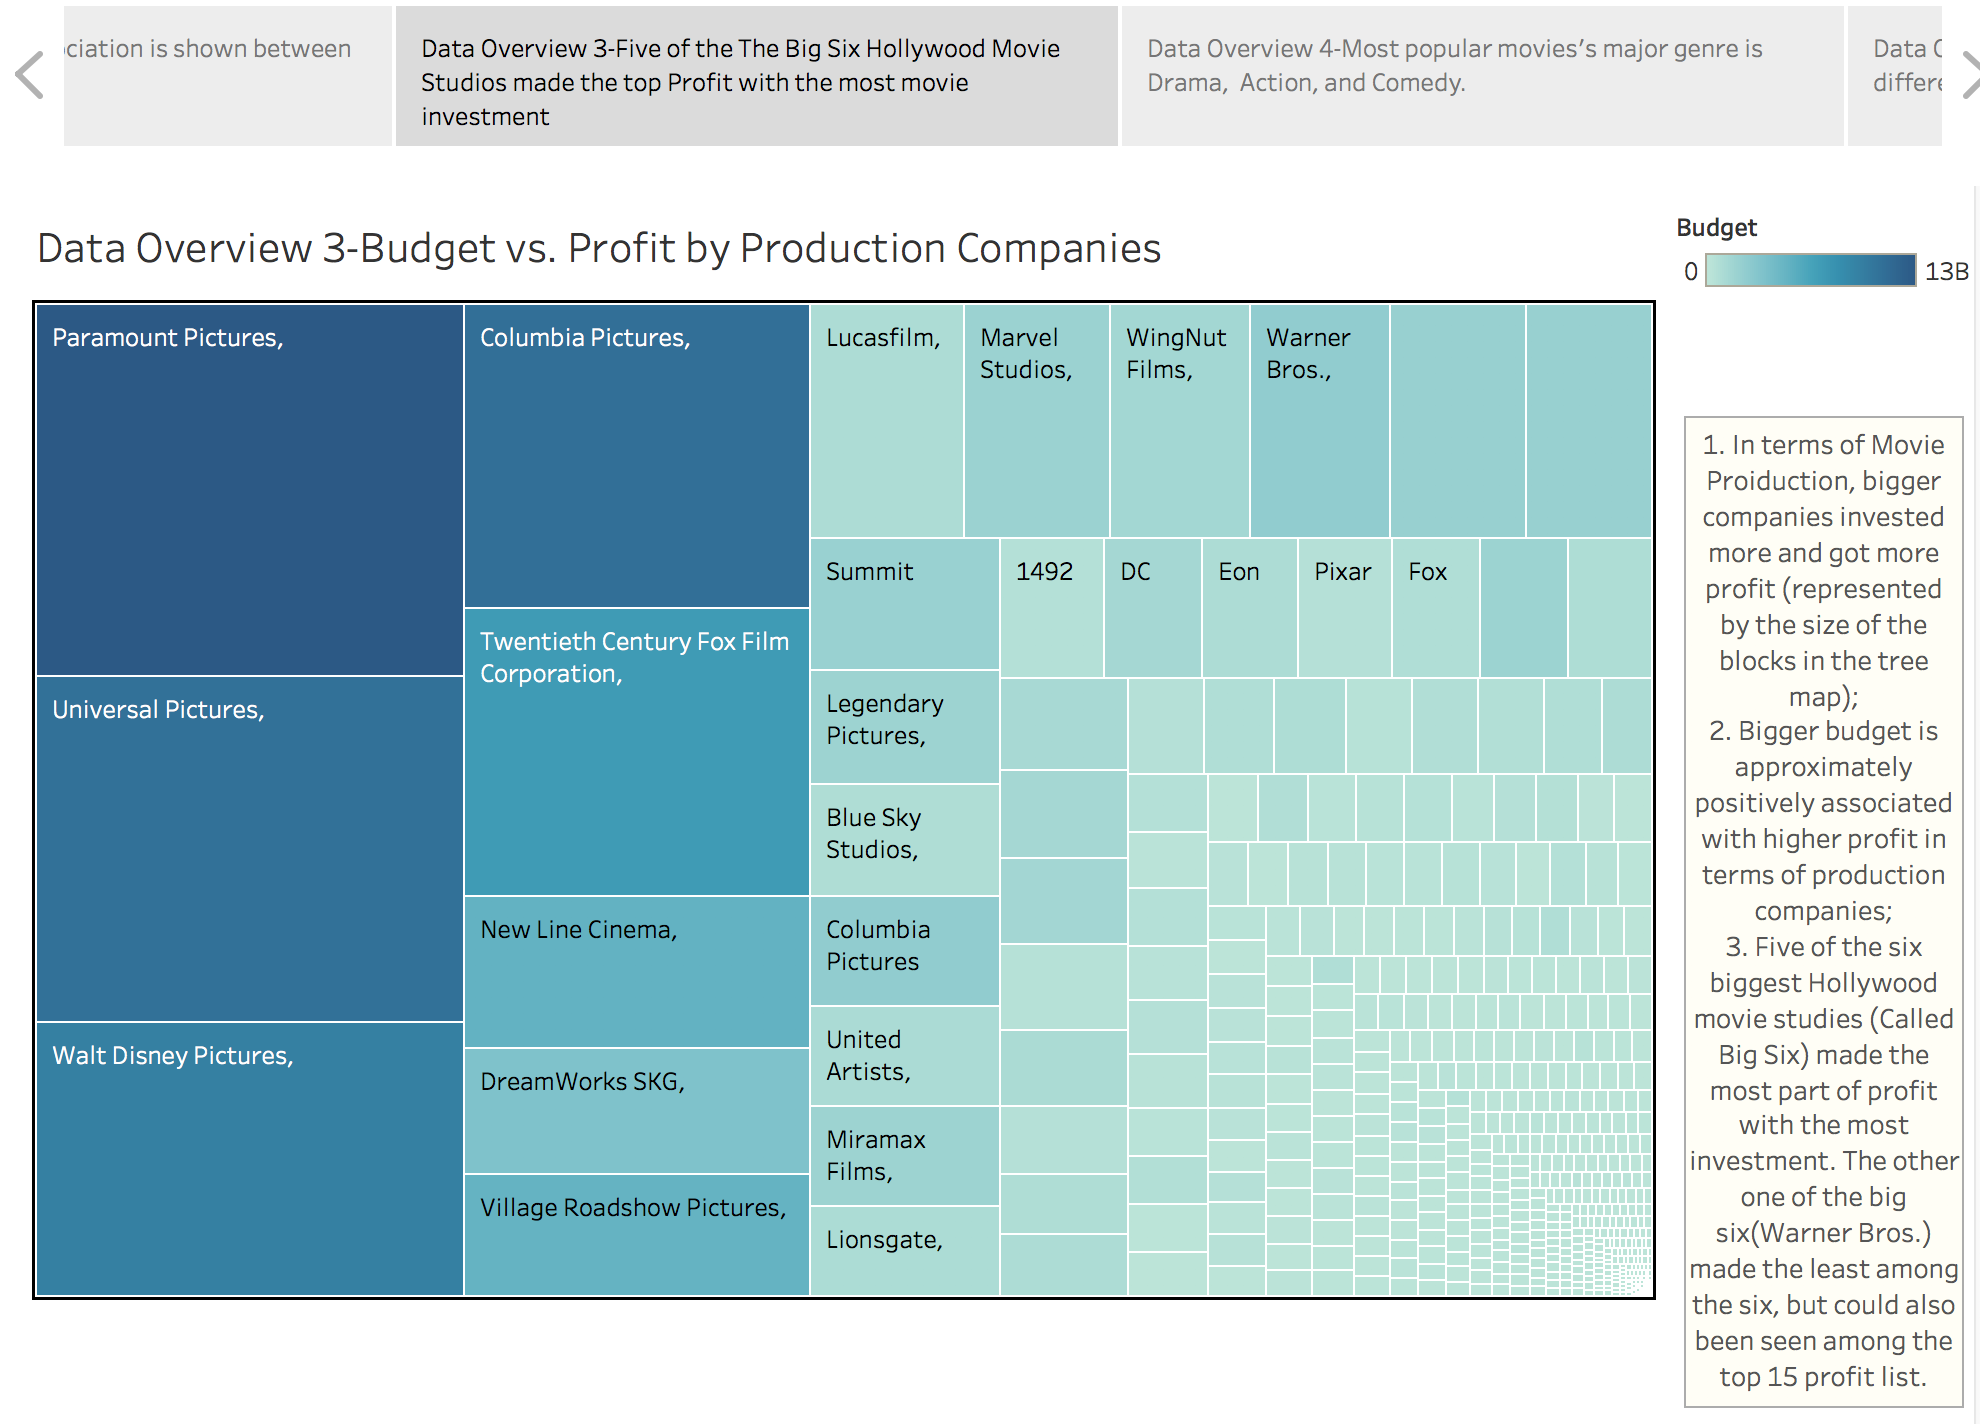 ciation is shown between
Data Overview 3-Five of the The Big Six Hollywood Movie
Studios made the top Profit with the most movie
investment
Data Overview 4-Most popular movies's major genre is
Drama,  Action, and Comedy.
Data
differe
Data Overview 3-Budget vs. Profit by Production Companies
Budget
0
13B
Paramount Pictures,
Universal Pictures,
Walt Disney Pictures,
Columbia Pictures,
Twentieth Century Fox Film
Corporation,
New Line Cinema,
DreamWorks SKG,
Village Roadshow Pictures,
Lucasfilm,
Marvel
Studios,
WingNut
Films,
Warner
Bros.,
Summit
1492
DC
Eon
Pixar
Fox
Legendary
Pictures,
Blue Sky
Studios,
Columbia
Pictures
United
Artists,
Miramax
Films,
Lionsgate,
1. In terms of Movie
Proiduction, bigger
companies invested
more and got more
profit (represented
by the size of the
blocks in the tree
map);
2. Bigger budget is
approximately
positively associated
with higher profit in
terms of production
companies;
3. Five of the six
biggest Hollywood
movie studies (Called
Big Six) made the
most part of profit
with the most
investment. The other
one of the big
six(Warner Bros.)
made the least among
the six, but could also
been seen among the
top 15 profit list.